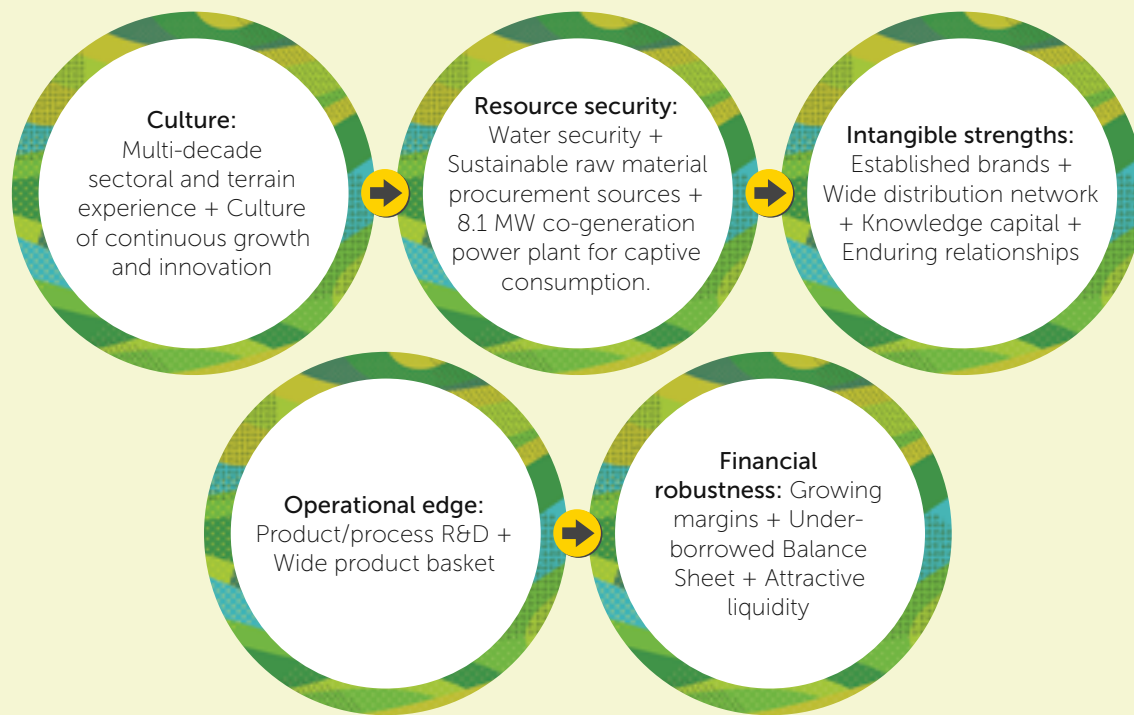 Culture:
Multi-decade
sectoral and terrain
experience + Culture
of continuous growth
and innovation
Resource security:
Water security +
Sustainable raw material
procurement sources +
8.1 MW co-generation
power plant for captive
consumption.
Intangible strengths:
Established brands +
Wide distribution network
+ Knowledge capital +
Enduring relationships
Operational edge:
Product/process R&D +
Wide product basket
Financial
robustness: Growing
margins + Under-
borrowed Balance
Sheet + Attractive
liquidity